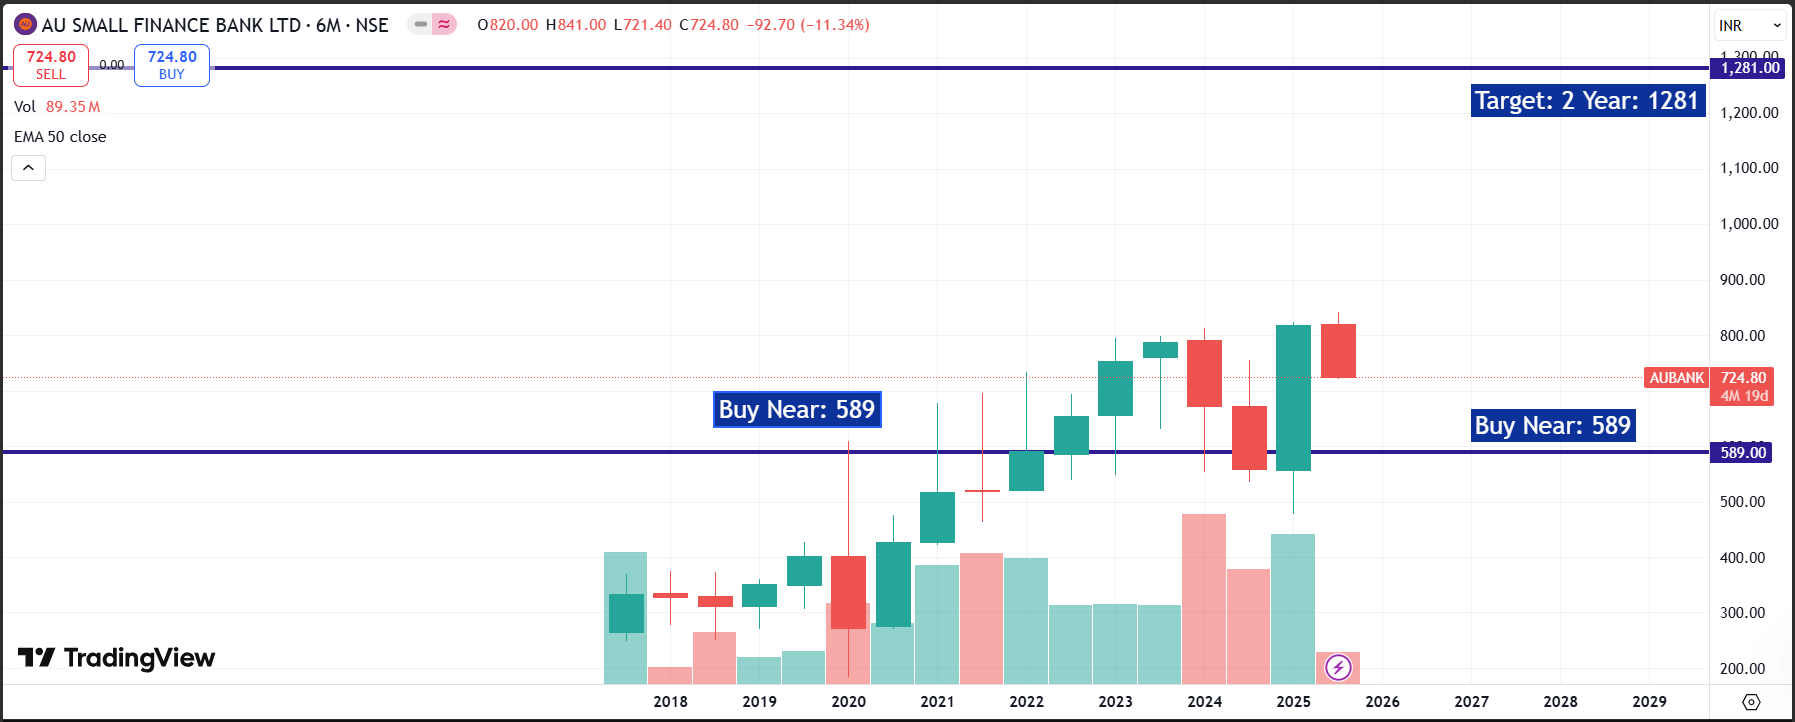 AU SMALL FINANCE BANK LTD · 6M · NSE
O820.00 H841.00 L721.40 C724.80 −92.70 (−11.34%)
INR
724.80
SELL
0.00
724.80
BUY
1,300.00
1,281.00
Vol 89.35M
Target: 2 Year: 1281
1,200.00
EMA 50 close
1,100.00
1,000.00
900.00
800.00
AUBANK
724.80
4M 19d
Buy Near: 589
Buy Near: 589
589.00
500.00
400.00
300.00
200.00
TradingView
2018 2019 2020 2021 2022 2023 2024 2025 2026 2027 2028 2029